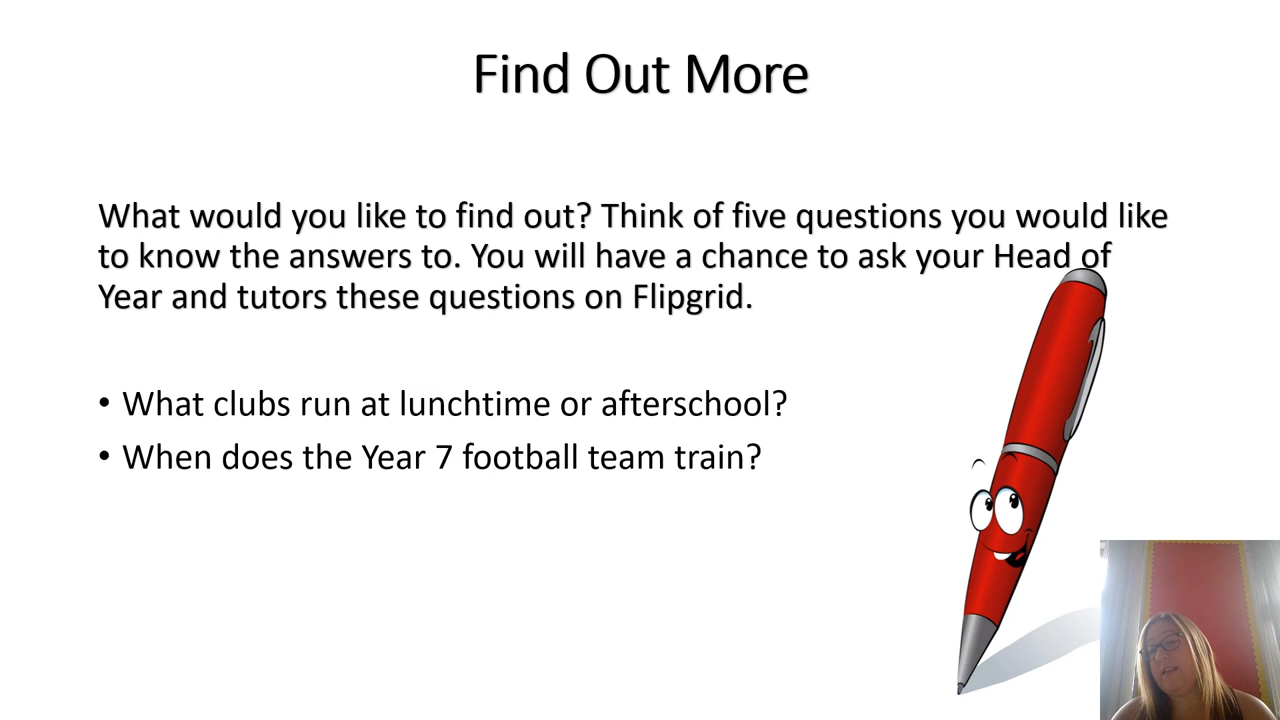 Find Out More
What would you like to find out? Think of five questions you would like
to know the answers to. You will have a chance to ask your Head of
Year and tutors these questions on Flipgrid.
• What clubs run at lunchtime or afterschool?
• When does the Year 7 football team train?